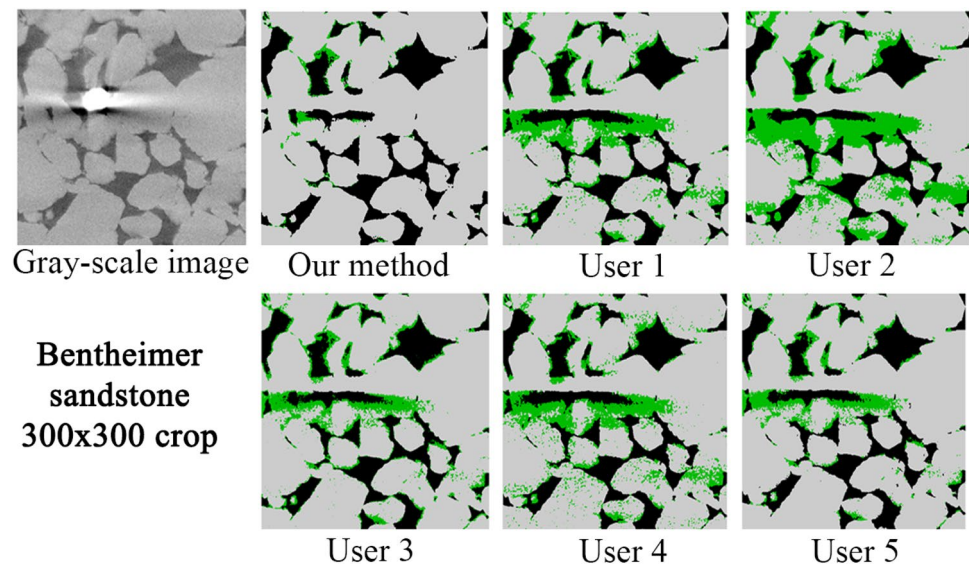 Gray-scale image
Our method
User 1
User 2
Bentheimer
sandstone
300x300 crop
User 3
User 4
User 5